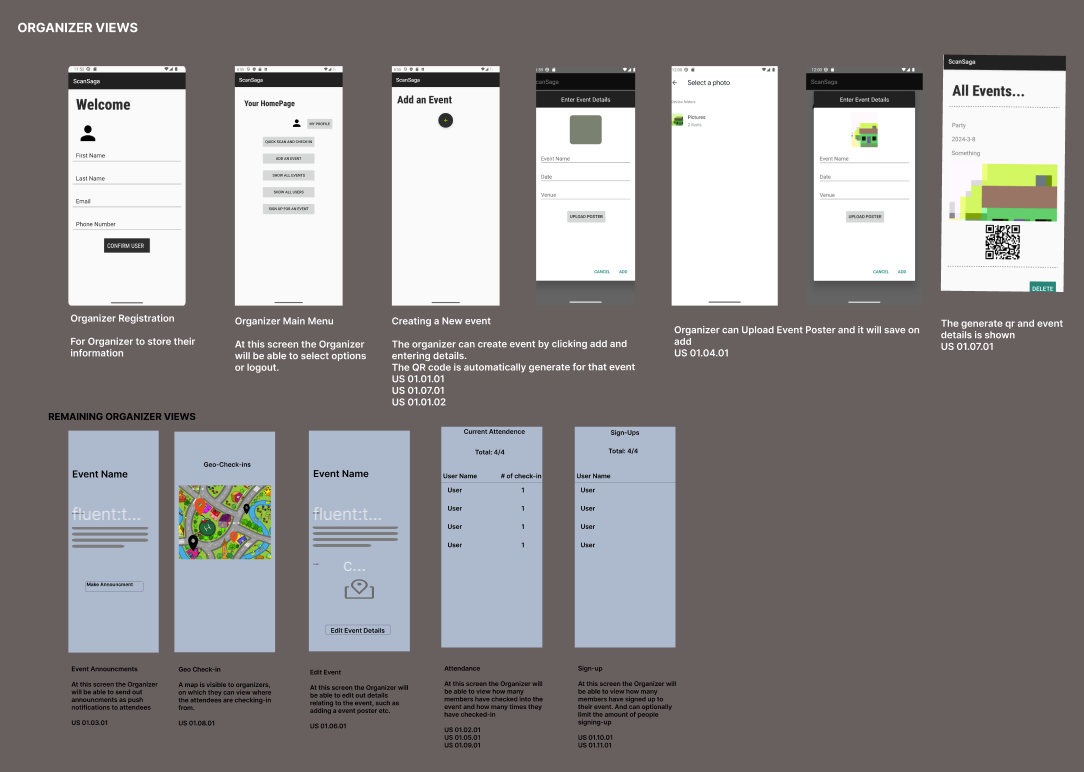 ORGANIZER VIEWS
ScanSaga
Welcome
First Name
Last Name
Email
Phone Number
CONFIRM USER
Organizer Registration
For Organizer to store their
information
ScanSaga
Your HomePage
MY PROFILE
QUICK SCAN AND CHECK IN
ADD AN EVENT
SHOW ALL EVENTS
SHOW ALL USERS
SIGN UP FOR AN EVENT
Organizer Main Menu
At this screen the Organizer
will be able to select options
or logout.
ScanSaga
Add an Event
+
canSaga
Enter Event Details
Event Name
Date
Venue
UPLOAD POSTER
CANCEL ADD
Creating a New event
The organizer can create event by clicking add and
entering details.
The QR code is automatically generate for that event
US 01.01.01
US 01.07.01
US 01.01.02
12:00
Select a photo
Pictures
2 items
12:00
ScanSaga
Enter Event Details
Event Name
Date
Venue
UPLOAD POSTER
CANCEL ADD
Organizer can Upload Event Poster and it will save on
add
US 01.04.01
ScanSaga
All Events...
Party
2024-3-8
Something
DELETE
The generate qr and event
details is shown
US 01.07.01
REMAINING ORGANIZER VIEWS
Event Name
fluent:t...
Make Announcment
Event Announcments
At this screen the Organizer
will be able to send out
announcments as push
notifications to attendees
US 01.03.01
Geo-Check-ins
Geo Check-in
A map is visible to organizers,
on which they can view where
the attendees are checking-in
from.
US 01.08.01
Event Name
fluent:t...
c...
Edit Event Details
Edit Event
At this screen the Organizer will
be able to edit out details
relating to the event, such as
adding a event poster etc.
US 01.06.01
Current Attendence
Total: 4/4
User Name # of check-in
User 1
User 1
User 1
User 1
Attendance
At this screen the Organizer will
be able to view how many
members have checked into the
event and how many times they
have checked-in
US 01.02.01
US 01.05.01
US 01.09.01
Sign-Ups
Total: 4/4
User Name
User
User
User
User
Sign-up
At this screen the Organizer will
be able to view how many
members have signed up to
their event. And can optionally
limit the amount of people
signing-up
US 01.10.01
US 01.11.01